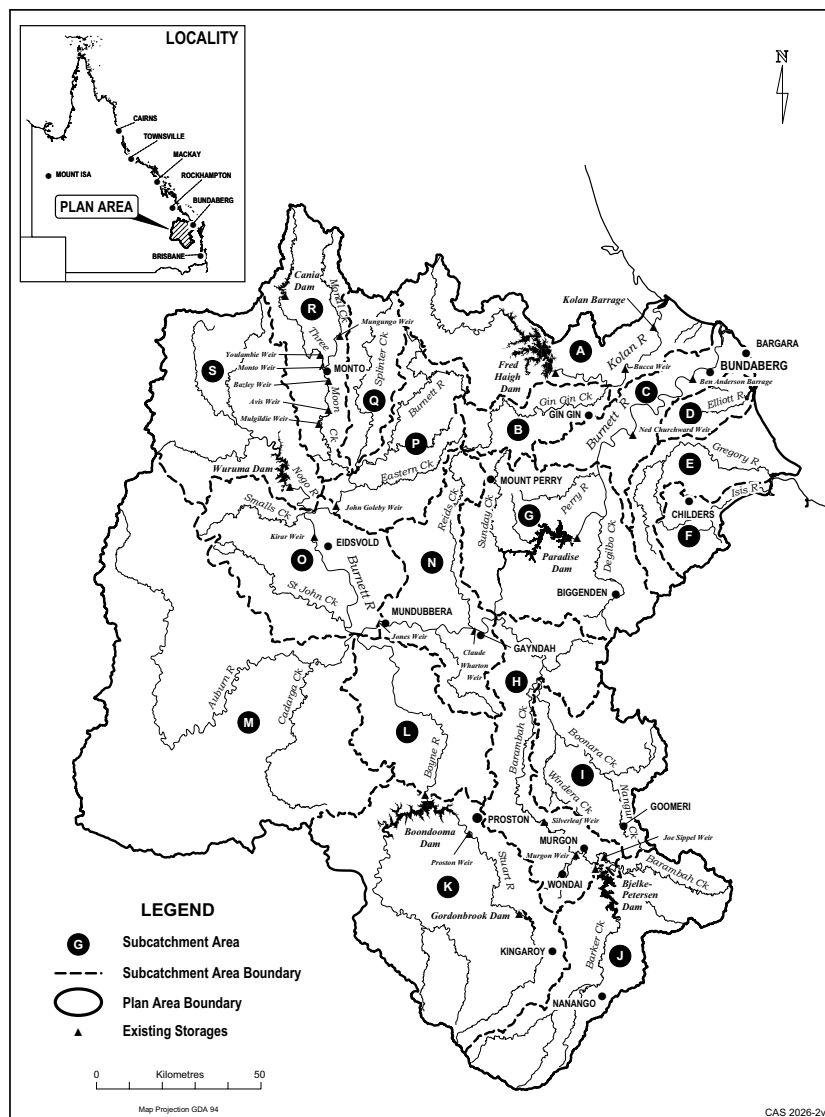 LOCALITY
CAIRNS
TOWNSVILLE
MACKAY
MOUNT ISA
ROCKHAMPTON
BUNDABERG
PLAN AREA
BRISBANE
N
Cania
Dam
Monal Ck
Kolan Barrage
R
Mungungo Weir
A
Kolan R
BARGARA
Three
Splinter Ck
Youlambie Weir
Fred
Haigh
Dam
Bucca Weir
BUNDABERG
S
Monto Weir
MONTO
C
Ben Anderson Barrage
Bazley Weir
Moon
Q
Burnett R
Gin Gin Ck
Elliott R
D
Avis Weir
GIN GIN
Mulgildie Weir
Ck
B
Burnett R
Ned Churchward Weir
P
Gregory R
E
Wuruma Dam
Eastern Ck
Nogo R
MOUNT PERRY
Isis R
Smalls Ck
John Goleby Weir
Reids Ck
Sunday Ck
G
Perry R
CHILDERS
F
Kirar Weir
EIDSVOLD
Degilbo Ck
Paradise
Dam
O
Burnett R
N
St John Ck
BIGGENDEN
MUNDUBBERA
Jones Weir
Claude
Wharton
Weir
GAYNDAH
H
Auburn R
Cadarga Ck
M
L
Boyne R
Barambah Ck
Boonara Ck
I
Windera Ck
Nangur Ck
GOOMERI
PROSTON
Silverleaf Weir
Boondooma
Dam
MURGON
Joe Sippel Weir
Proston Weir
Murgon Weir
Barambah Ck
Stuart R
WONDAI
Bjelke-
Petersen
Dam
K
Gordonbrook Dam
Barker Ck
KINGAROY
J
NANANGO
LEGEND
G Subcatchment Area
Subcatchment Area Boundary
Plan Area Boundary
Existing Storages
0 Kilometres 50
Map Projection GDA 94
CAS 2026-2v